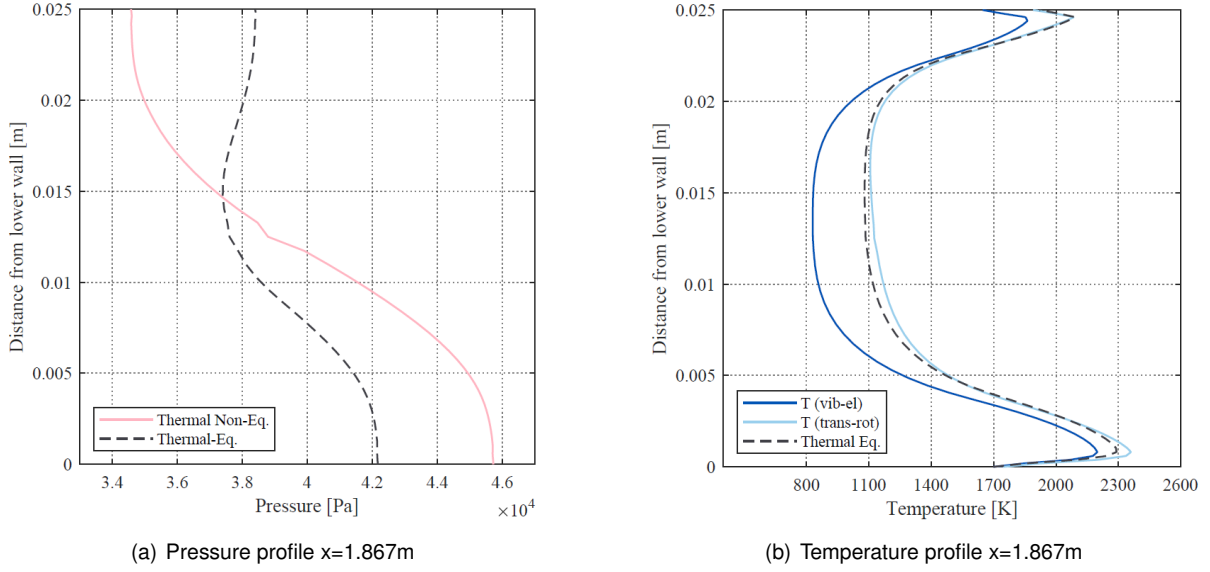 0.025
0.02
0.015
0.01
0.005
0
Distance from lower wall [m]
Thermal Non-Eq.
Thermal-Eq.
3.4 3.6 3.8 4 4.2 4.4 4.6
Pressure [Pa]
×10⁴
(a) Pressure profile x=1.867m
0.025
0.02
0.015
0.01
0.005
0
Distance from lower wall [m]
T (vib-el)
T (trans-rot)
Thermal Eq.
800 1100 1400 1700 2000 2300 2600
Temperature [K]
(b) Temperature profile x=1.867m